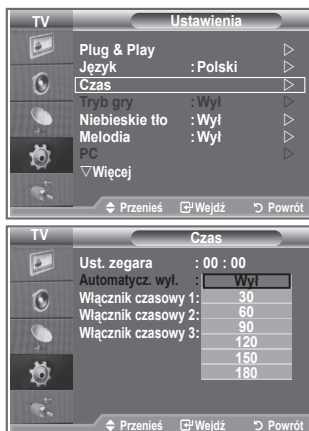 TV Ustawienia
Plug & Play
Język : Polski
Czas
Tryb gry : Wył
Niebieskie tło : Wył
Melodia : Wył
PC
▽Więcej
Przenieś Wejdź Powrót
TV Czas
Ust. zegara : 00 : 00
Automatycz. wył. : Wył
30
Włącznik czasowy 1:
60
Włącznik czasowy 2:
90
Włącznik czasowy 3:
120
150
180
Przenieś Wejdź Powrót